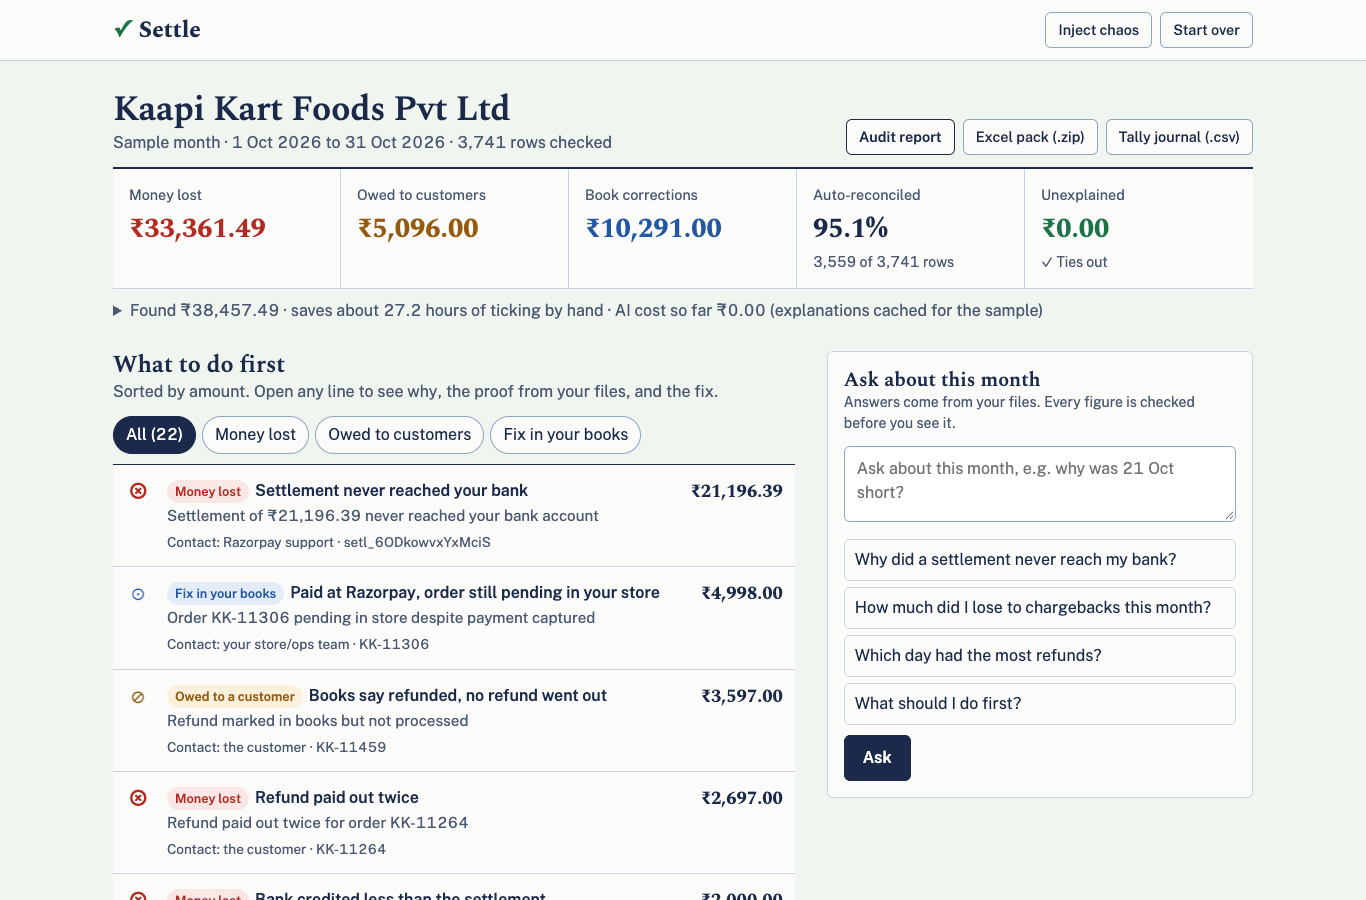 Settle
Inject chaos
Start over
Kaapi Kart Foods Pvt Ltd
Sample month · 1 Oct 2026 to 31 Oct 2026 · 3,741 rows checked
Audit report
Excel pack (.zip)
Tally journal (.csv)
Money lost
₹33,361.49
Owed to customers
₹5,096.00
Book corrections
₹10,291.00
Auto-reconciled
95.1%
3,559 of 3,741 rows
Unexplained
₹0.00
✓ Ties out
Found ₹38,457.49 · saves about 27.2 hours of ticking by hand · AI cost so far ₹0.00 (explanations cached for the sample)
What to do first
Sorted by amount. Open any line to see why, the proof from your files, and the fix.
All (22)
Money lost
Owed to customers
Fix in your books
Money lost Settlement never reached your bank ₹21,196.39
Settlement of ₹21,196.39 never reached your bank account
Contact: Razorpay support · setl_6ODkowvxYxMciS
Fix in your books Paid at Razorpay, order still pending in your store ₹4,998.00
Order KK-11306 pending in store despite payment captured
Contact: your store/ops team · KK-11306
Owed to a customer Books say refunded, no refund went out ₹3,597.00
Refund marked in books but not processed
Contact: the customer · KK-11459
Money lost Refund paid out twice ₹2,697.00
Refund paid out twice for order KK-11264
Contact: the customer · KK-11264
Money lost Bank credited less than the settlement ₹2,000.00
Ask about this month
Answers come from your files. Every figure is checked
before you see it.
Ask about this month, e.g. why was 21 Oct
short?
Why did a settlement never reach my bank?
How much did I lose to chargebacks this month?
Which day had the most refunds?
What should I do first?
Ask